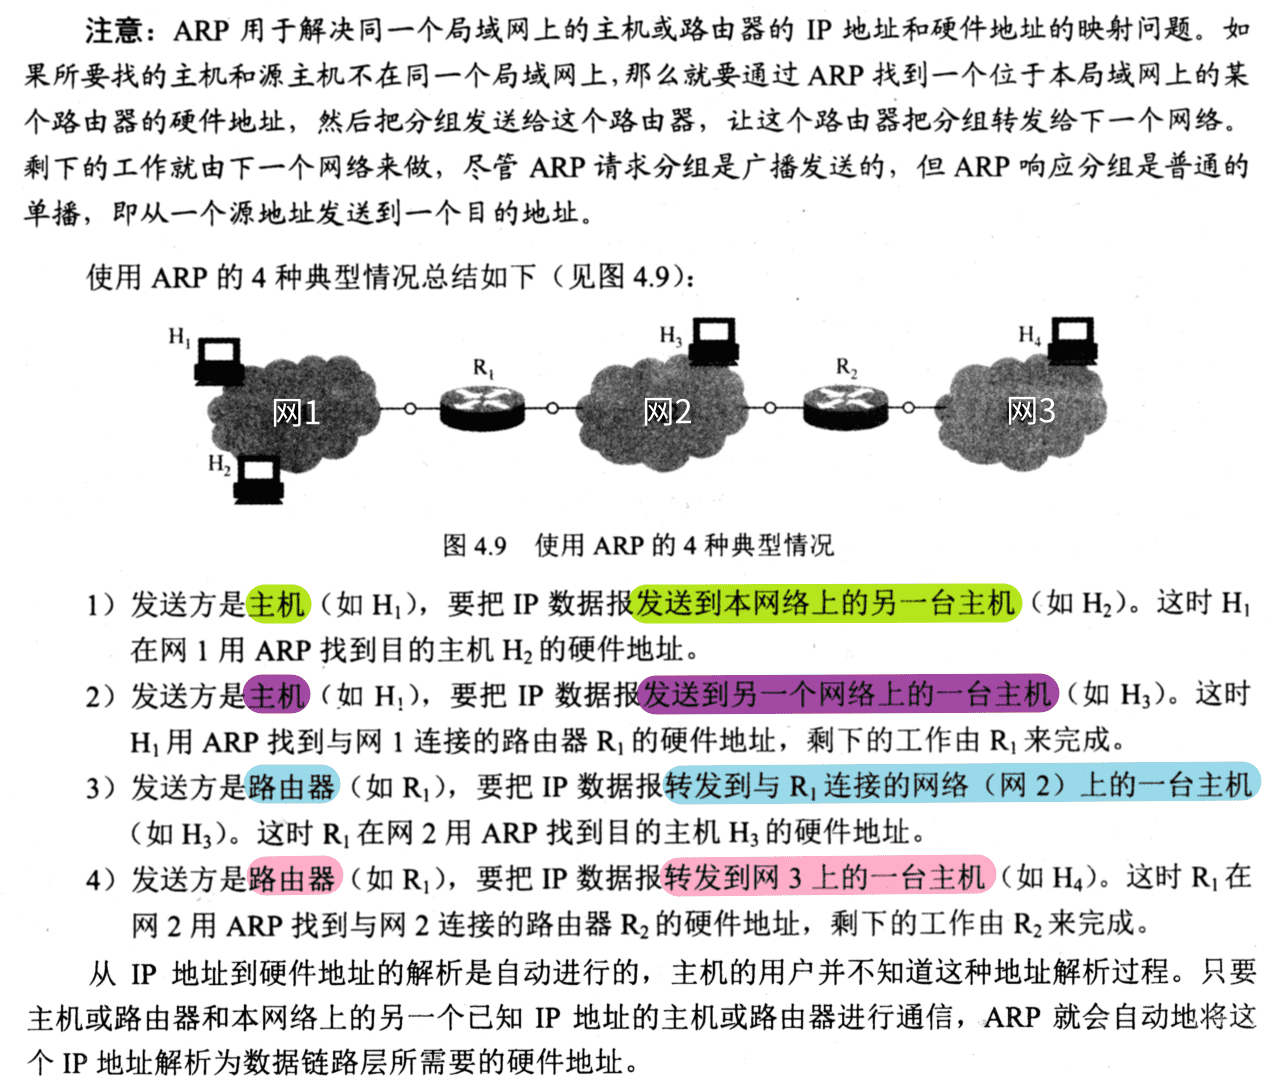 注意：ARP 用于解决同一个局域网上的主机或路由器的 IP 地址和硬件地址的映射问题。如
果所要找的主机和源主机不在同一个局域网上，那么就要通过 ARP 找到一个位于本局域网上的某
个路由器的硬件地址，然后把分组发送给这个路由器，让这个路由器把分组转发给下一个网络。
剩下的工作就由下一个网络来做，尽管 ARP 请求分组是广播发送的，但 ARP 响应分组是普通的
单播，即从一个源地址发送到一个目的地址。
使用 ARP 的 4 种典型情况总结如下（见图 4.9）：
H₁
H₃
H₄
R₁
R₂
网1
网2
网3
H₂
图 4.9 使用 ARP 的 4 种典型情况
1）发送方是主机（如 H₁），要把 IP 数据报发送到本网络上的另一台主机（如 H₂）。这时 H₁
在网 1 用 ARP 找到目的主机 H₂ 的硬件地址。
2）发送方是主机（如 H₁），要把 IP 数据报发送到另一个网络上的一台主机（如 H₃）。这时
H₁ 用 ARP 找到与网 1 连接的路由器 R₁ 的硬件地址，剩下的工作由 R₁ 来完成。
3）发送方是路由器（如 R₁），要把 IP 数据报转发到与 R₁ 连接的网络（网 2）上的一台主机
（如 H₃）。这时 R₁ 在网 2 用 ARP 找到目的主机 H₃ 的硬件地址。
4）发送方是路由器（如 R₁），要把 IP 数据报转发到网 3 上的一台主机（如 H₄）。这时 R₁ 在
网 2 用 ARP 找到与网 2 连接的路由器 R₂ 的硬件地址，剩下的工作由 R₂ 来完成。
从 IP 地址到硬件地址的解析是自动进行的，主机的用户并不知道这种地址解析过程。只要
主机或路由器和本网络上的另一个已知 IP 地址的主机或路由器进行通信，ARP 就会自动地将这
个 IP 地址解析为数据链路层所需要的硬件地址。